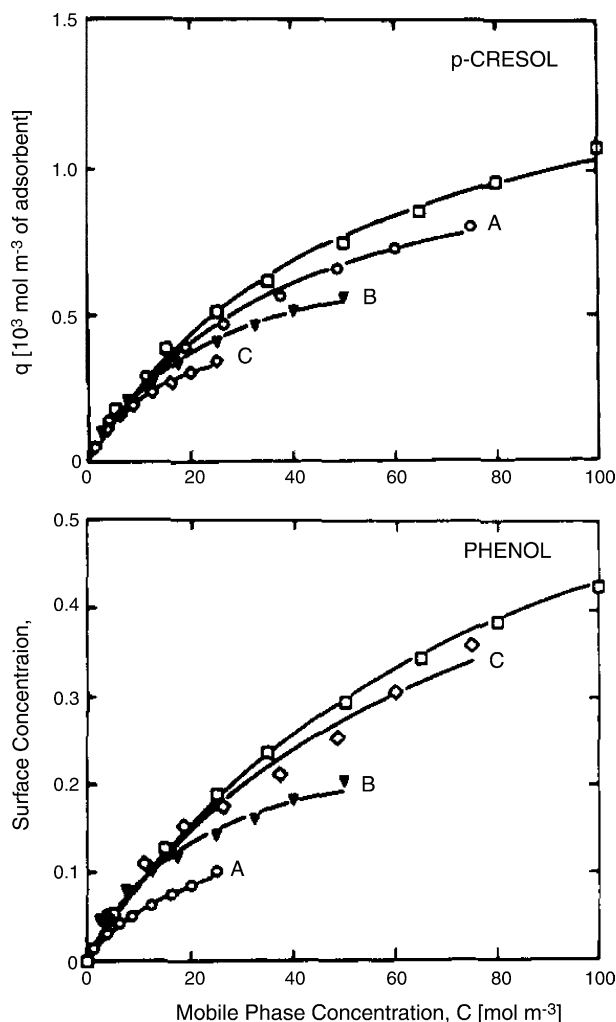 1.5
p-CRESOL
1.0
A
B
0.5
C
0
0 20 40 60 80 100
q [10³ mol m⁻³ of adsorbent]
0.5
PHENOL
0.4
C
0.3
B
0.2
A
0.1
0
0 20 40 60 80 100
Surface Concentraion,
Mobile Phase Concentration, C [mol m⁻³]